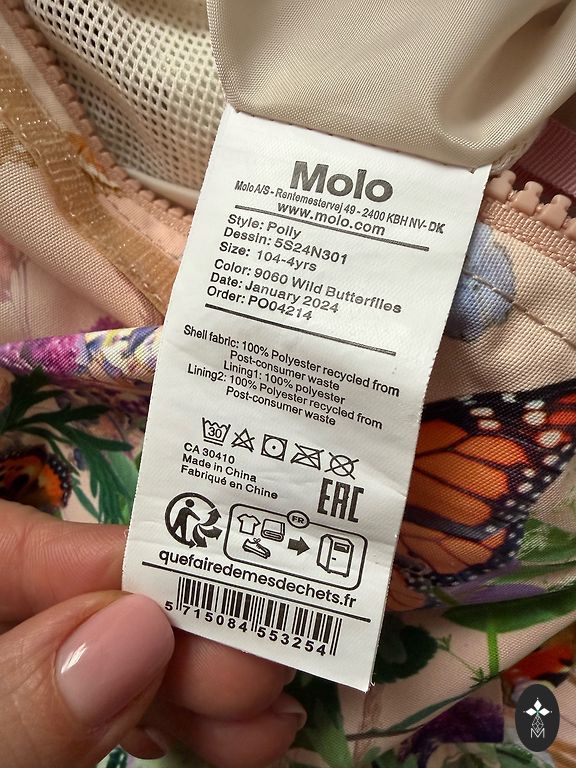 Molo
Molo A/S - Rentemestervej 49 - 2400 KBH NV- DK
www.molo.com
Style: Polly
Dessin: 5S24N301
Size: 104-4yrs
Color: 9060 Wild Butterflies
Date: January 2024
Order: PO04214
Shell fabric: 100% Polyester recycled from
Post-consumer waste
Lining1: 100% polyester
Lining2: 100% Polyester recycled from
Post-consumer waste
30
CA 30410
Made in China
Fabriqué en Chine
EAC
FR
quefairedemesdechets.fr
5 715084 553254
M